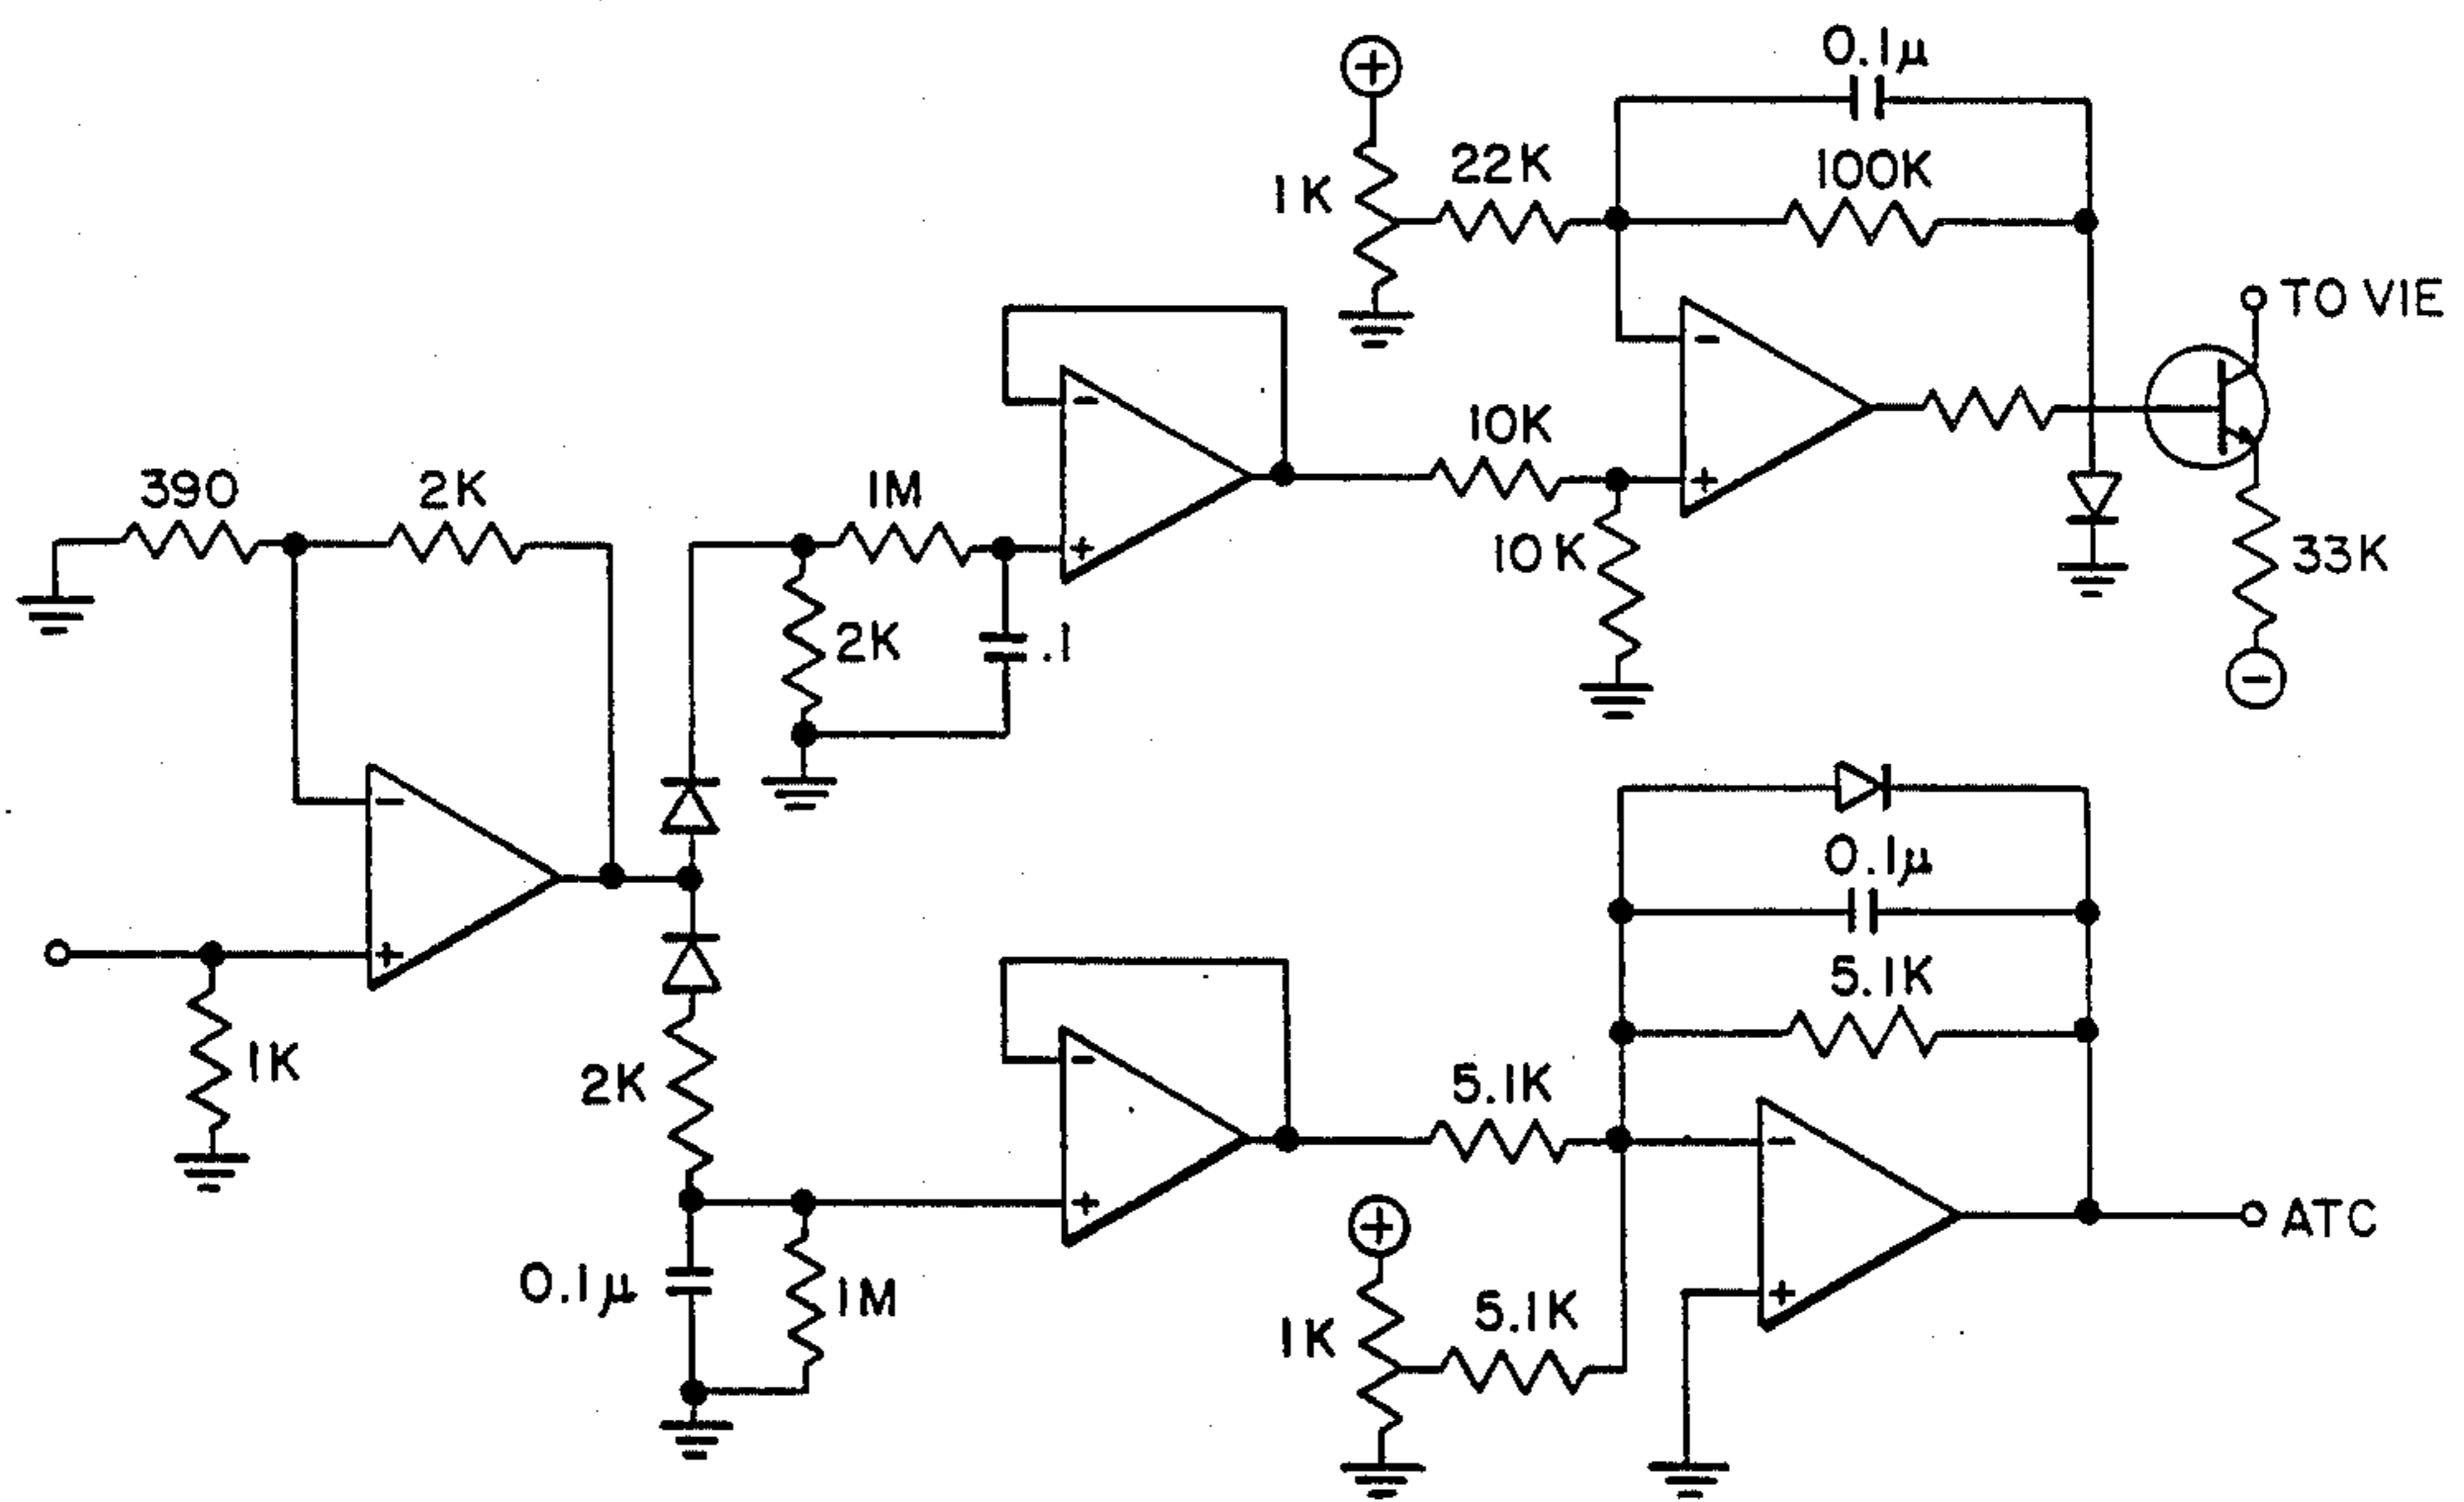 0.1μ
+
22K
100K
1K
TO VIE
-
10K
-
390
2K
1M
+
+
10K
33K
2K
.1
-
-
0.1μ
+
5.1K
1K
2K
-
5.1K
-
+
+
ATC
0.1μ
1M
5.1K
1K
+